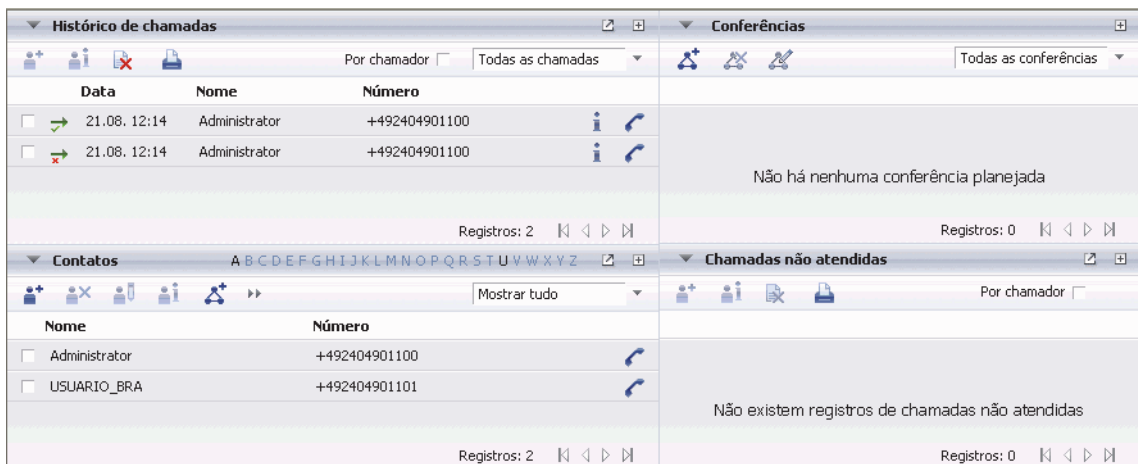 Histórico de chamadas
Por chamador Todas as chamadas
Data Nome Número
21.08. 12:14 Administrator +492404901100
21.08. 12:14 Administrator +492404901100
Registros: 2
Conferências
Todas as conferências
Não há nenhuma conferência planejada
Registros: 0
Contatos A B C D E F G H I J K L M N O P Q R S T U V W X Y Z
Mostrar tudo
Nome Número
Administrator +492404901100
USUARIO_BRA +492404901101
Registros: 2
Chamadas não atendidas
Por chamador
Não existem registros de chamadas não atendidas
Registros: 0